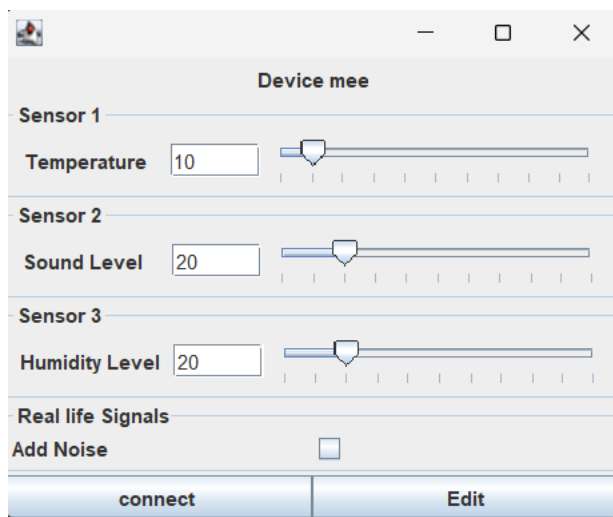 Device mee
Sensor 1
Temperature 10
Sensor 2
Sound Level 20
Sensor 3
Humidity Level 20
Real life Signals
Add Noise
connect Edit